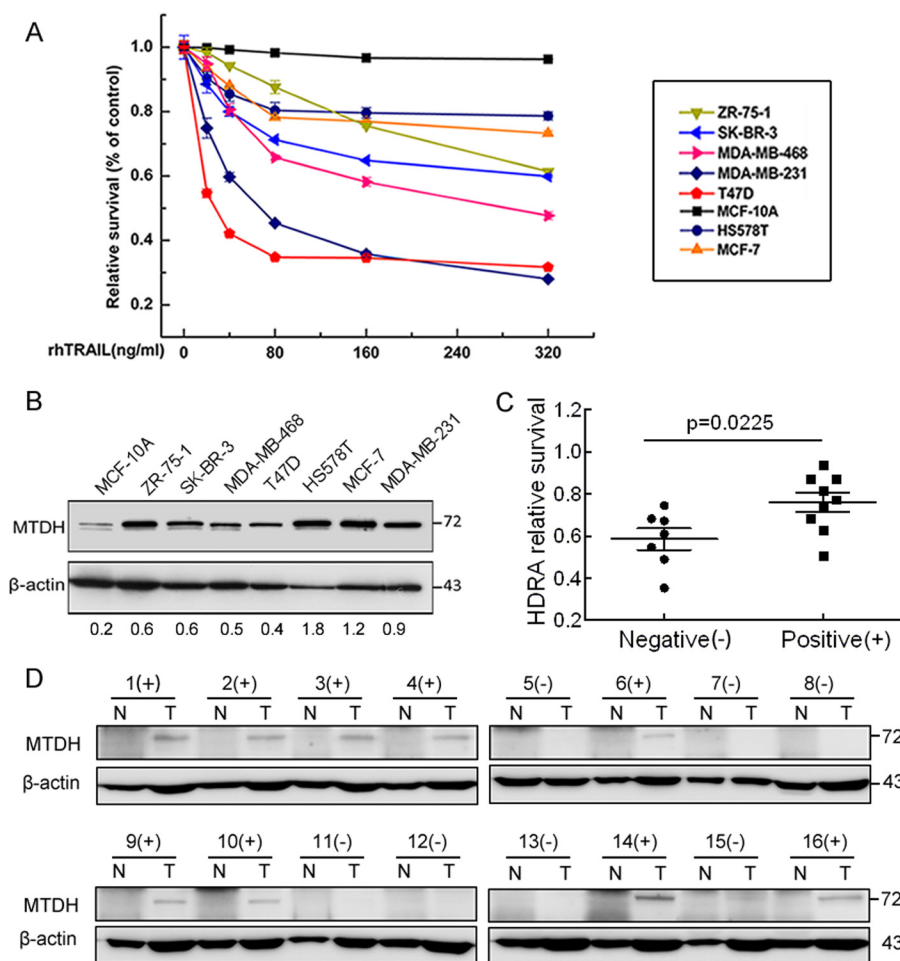 A
Relative survival (% of control)
1.0
0.8
0.6
0.4
0.2
rhTRAIL(ng/ml)
0 80 160 240 320
ZR-75-1
SK-BR-3
MDA-MB-468
MDA-MB-231
T47D
MCF-10A
HS578T
MCF-7
B
MCF-10A ZR-75-1 SK-BR-3 MDA-MB-468 T47D HS578T MCF-7 MDA-MB-231
MTDH 72
β-actin 43
0.2 0.6 0.6 0.5 0.4 1.8 1.2 0.9
C
HDRA relative survival
1.2
1.0
0.8
0.6
0.4
0.2
p=0.0225
Negative(-) Positive(+)
D
1(+) 2(+) 3(+) 4(+) 5(-) 6(+) 7(-) 8(-)
N T N T N T N T N T N T N T N T
MTDH 72
β-actin 43
9(+) 10(+) 11(-) 12(-) 13(-) 14(+) 15(-) 16(+)
N T N T N T N T N T N T N T N T
MTDH 72
β-actin 43